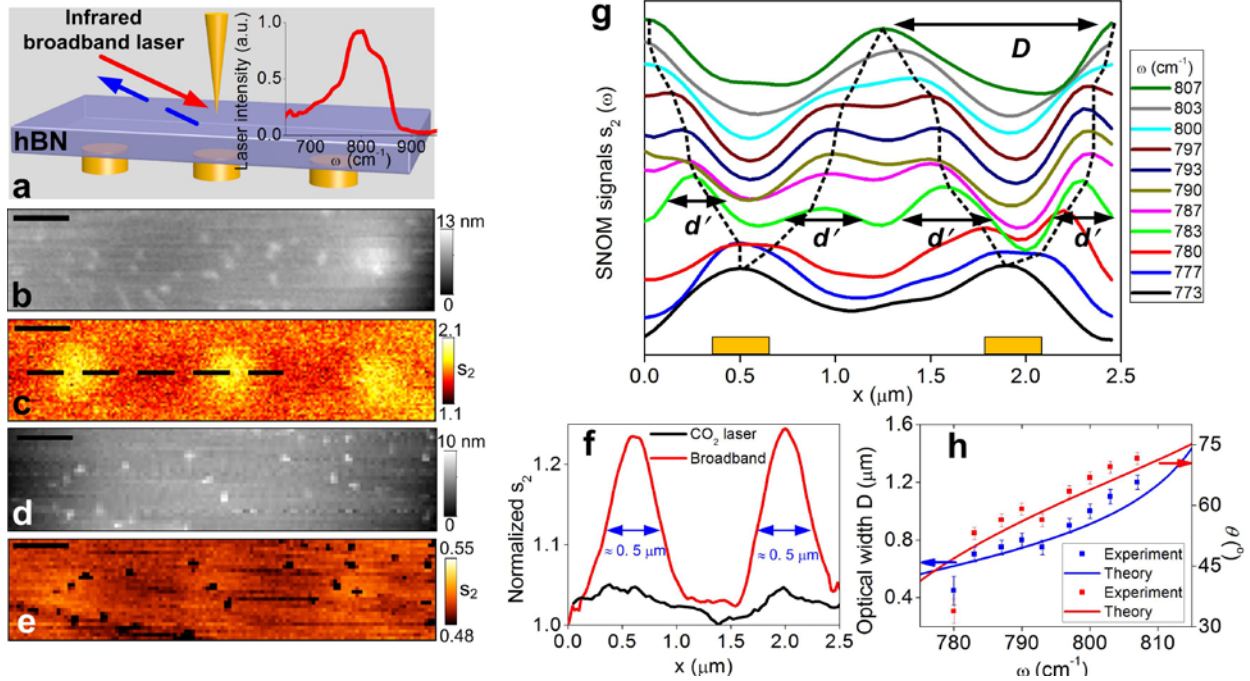 Infrared
broadband laser
Laser intensity (a.u.)
1.0
0.5
0.0
700 800 900
ω (cm⁻¹)
hBN
a
13 nm
0
b
2.1
s₂
1.1
c
10 nm
0
d
0.55
s₂
0.48
e
g
SNOM signals s₂ (ω)
D
d′ d′ d′ d′
0.0 0.5 1.0 1.5 2.0 2.5
x (μm)
ω (cm⁻¹)
807
803
800
797
793
790
787
783
780
777
773
f
CO₂ laser
Broadband
Normalized s₂
1.2
1.1
1.0
≈ 0.5 μm ≈ 0.5 μm
0.0 0.5 1.0 1.5 2.0 2.5
x (μm)
h
Optical width D (μm)
1.6
1.2
0.8
0.4
75
60
45
30
θ (°)
Experiment
Theory
Experiment
Theory
780 790 800 810
ω (cm⁻¹)